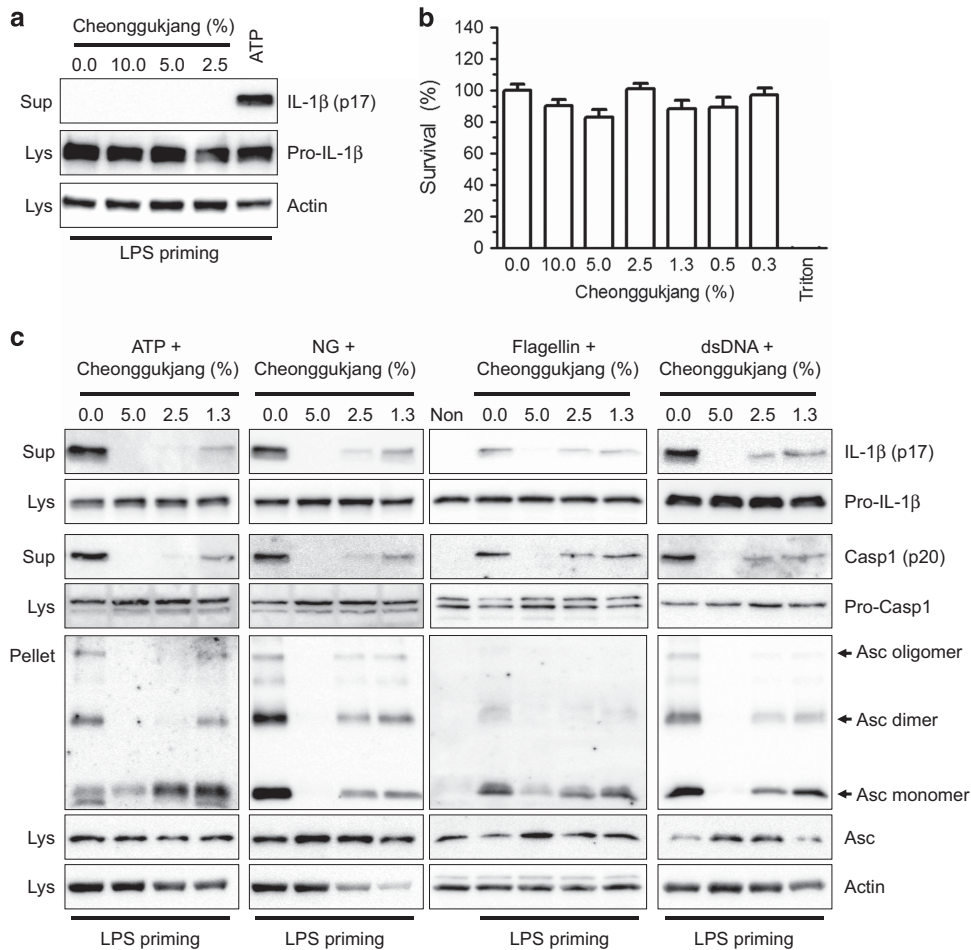 a
Cheonggukjang (%)
ATP
0.0 10.0 5.0 2.5
Sup IL-1β (p17)
Lys Pro-IL-1β
Lys Actin
LPS priming
b
Survival (%)
140
120
100
80
60
40
20
0
0.0 10.0 5.0 2.5 1.3 0.5 0.3 Triton
Cheonggukjang (%)
c
ATP + Cheonggukjang (%)
NG + Cheonggukjang (%)
Flagellin + Cheonggukjang (%)
dsDNA + Cheonggukjang (%)
0.0 5.0 2.5 1.3 0.0 5.0 2.5 1.3 Non 0.0 5.0 2.5 1.3 0.0 5.0 2.5 1.3
Sup IL-1β (p17)
Lys Pro-IL-1β
Sup Casp1 (p20)
Lys Pro-Casp1
Pellet Asc oligomer
Asc dimer
Asc monomer
Lys Asc
Lys Actin
LPS priming LPS priming LPS priming LPS priming